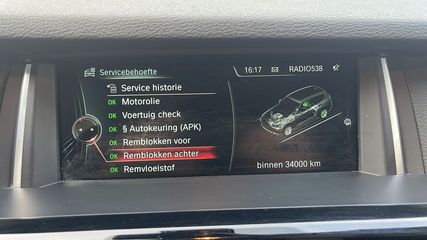 Servicebehoefte
16:17 RADIO538
Service historie
OK Motorolie
OK Voertuig check
OK § Autokeuring (APK)
OK Remblokken voor
OK Remblokken achter
OK Remvloeistof
binnen 34000 km